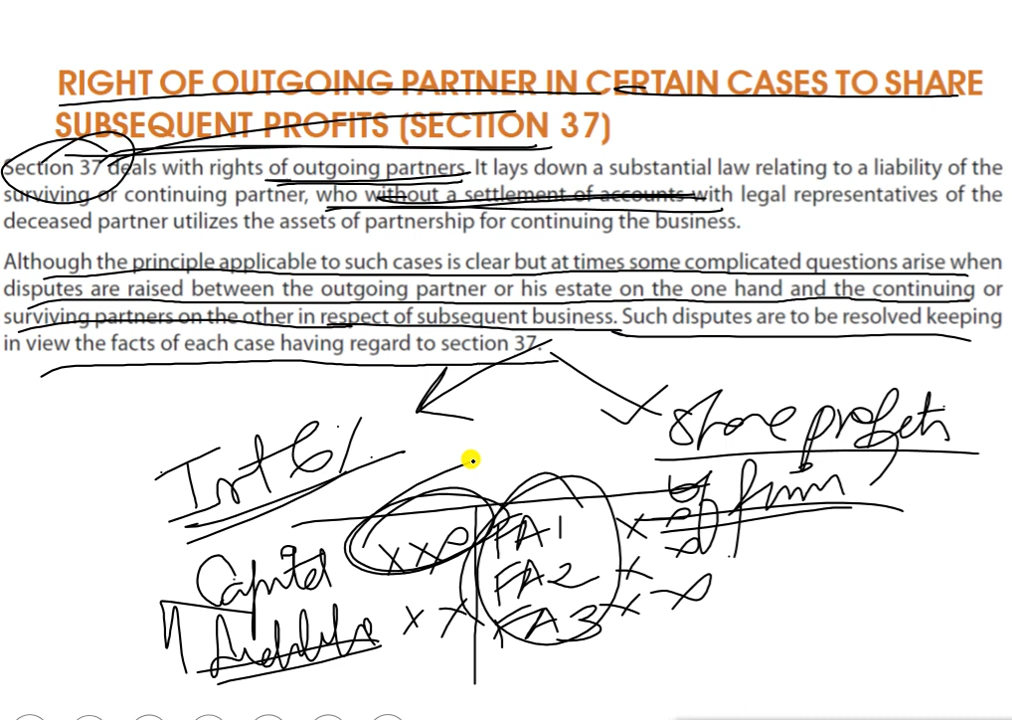 RIGHT OF OUTGOING PARTNER IN CERTAIN CASES TO SHARE
SUBSEQUENT PROFITS (SECTION 37)
Section 37 deals with rights of outgoing partners. It lays down a substantial law relating to a liability of the
surviving or continuing partner, who without a settlement of accounts with legal representatives of the
deceased partner utilizes the assets of partnership for continuing the business.
Although the principle applicable to such cases is clear but at times some complicated questions arise when
disputes are raised between the outgoing partner or his estate on the one hand and the continuing or
surviving partners on the other in respect of subsequent business. Such disputes are to be resolved keeping
in view the facts of each case having regard to section 37.
share profits
Int 6%
of firm
Capital xxx FA1
FA2
xx FA3